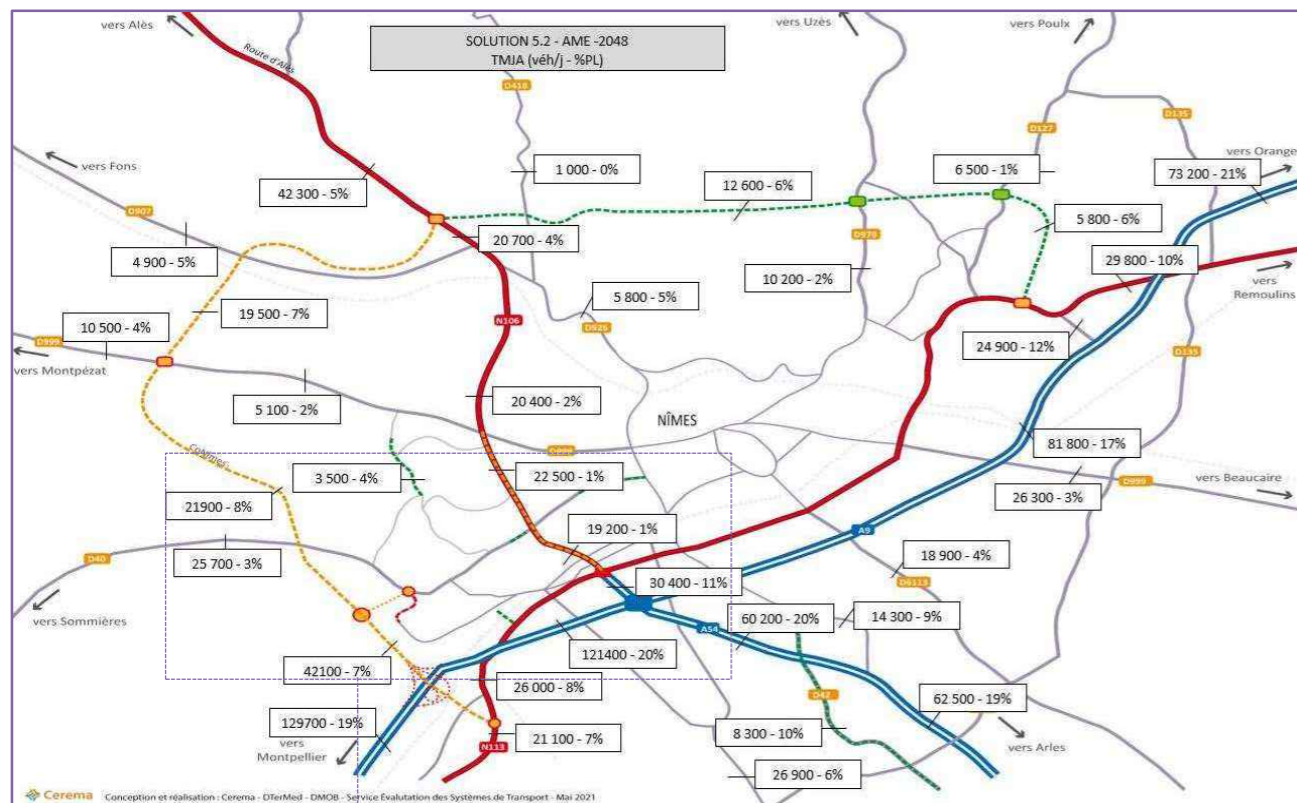 vers Alès
vers Uzès
vers Poulx
SOLUTION 5.2 - AME -2048
TMJA (véh/j - %PL)
Route d'Alès
D418
D127
D135
vers Fons
vers Orange
1 000 - 0%
6 500 - 1%
73 200 - 21%
42 300 - 5%
12 600 - 6%
D907
5 800 - 6%
20 700 - 4%
D979
4 900 - 5%
29 800 - 10%
10 200 - 2%
vers
Remoulins
5 800 - 5%
19 500 - 7%
N106
10 500 - 4%
D926
D999
24 900 - 12%
D135
vers Montpézat
20 400 - 2%
5 100 - 2%
NÎMES
81 800 - 17%
D999
22 500 - 1%
3 500 - 4%
vers Beaucaire
D999
26 300 - 3%
21900 - 8%
19 200 - 1%
A9
25 700 - 3%
D40
18 900 - 4%
30 400 - 11%
D6113
vers Sommières
60 200 - 20%
14 300 - 9%
A54
121400 - 20%
42100 - 7%
26 000 - 8%
D42
62 500 - 19%
129700 - 19%
21 100 - 7%
8 300 - 10%
vers
Montpellier
N113
vers Arles
26 900 - 6%
Cerema
Conception et réalisation : Cerema - DTerMed - DMOB - Service Évalutation des Systèmes de Transport - Mai 2021